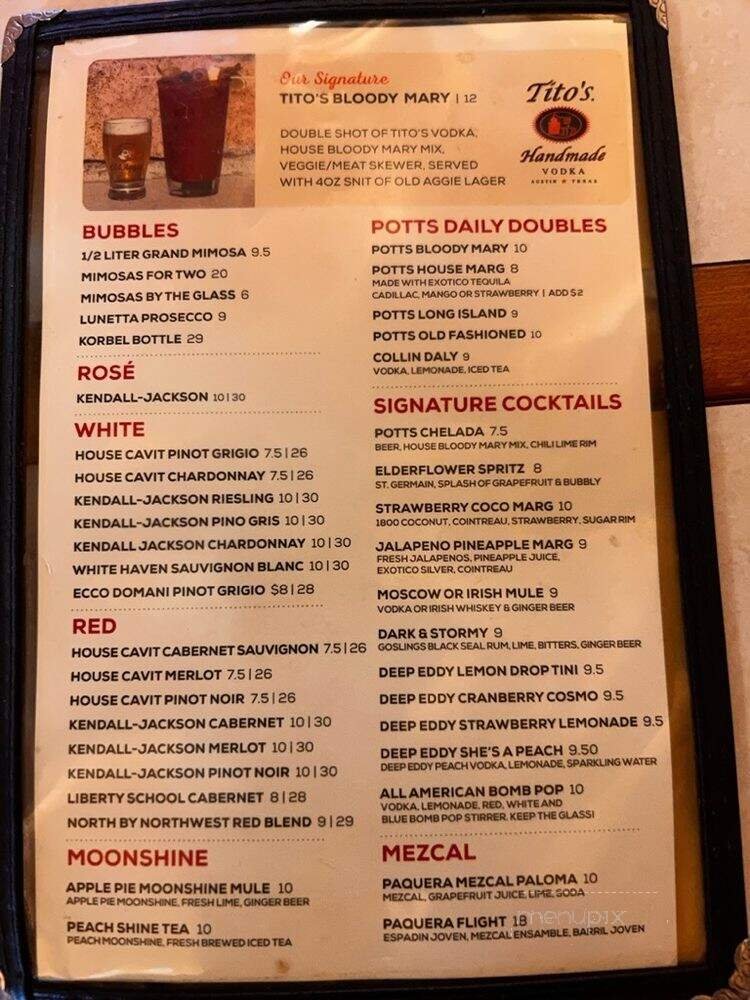 Our Signature
TITO'S BLOODY MARY | 12
DOUBLE SHOT OF TITO'S VODKA,
HOUSE BLOODY MARY MIX,
VEGGIE/MEAT SKEWER, SERVED
WITH 4OZ SNIT OF OLD AGGIE LAGER
Tito's.
Handmade
VODKA
AUSTIN TEXAS
BUBBLES
1/2 LITER GRAND MIMOSA 9.5
MIMOSAS FOR TWO 20
MIMOSAS BY THE GLASS 6
LUNETTA PROSECCO 9
KORBEL BOTTLE 29
ROSÉ
KENDALL-JACKSON 10|30
WHITE
HOUSE CAVIT PINOT GRIGIO 7.5|26
HOUSE CAVIT CHARDONNAY 7.5|26
KENDALL-JACKSON RIESLING 10|30
KENDALL-JACKSON PINO GRIS 10|30
KENDALL JACKSON CHARDONNAY 10|30
WHITE HAVEN SAUVIGNON BLANC 10|30
ECCO DOMANI PINOT GRIGIO $8|28
RED
HOUSE CAVIT CABERNET SAUVIGNON 7.5|26
HOUSE CAVIT MERLOT 7.5|26
HOUSE CAVIT PINOT NOIR 7.5|26
KENDALL-JACKSON CABERNET 10|30
KENDALL-JACKSON MERLOT 10|30
KENDALL-JACKSON PINOT NOIR 10|30
LIBERTY SCHOOL CABERNET 8|28
NORTH BY NORTHWEST RED BLEND 9|29
MOONSHINE
APPLE PIE MOONSHINE MULE 10
APPLE PIE MOONSHINE, FRESH LIME, GINGER BEER
PEACH SHINE TEA 10
PEACH MOONSHINE, FRESH BREWED ICED TEA
POTTS DAILY DOUBLES
POTTS BLOODY MARY 10
POTTS HOUSE MARG 8
MADE WITH EXOTICO TEQUILA
CADILLAC, MANGO OR STRAWBERRY | ADD $2
POTTS LONG ISLAND 9
POTTS OLD FASHIONED 10
COLLIN DALY 9
VODKA, LEMONADE, ICED TEA
SIGNATURE COCKTAILS
POTTS CHELADA 7.5
BEER, HOUSE BLOODY MARY MIX, CHILI LIME RIM
ELDERFLOWER SPRITZ 8
ST. GERMAIN, SPLASH OF GRAPEFRUIT & BUBBLY
STRAWBERRY COCO MARG 10
1800 COCONUT, COINTREAU, STRAWBERRY, SUGAR RIM
JALAPENO PINEAPPLE MARG 9
FRESH JALAPENOS, PINEAPPLE JUICE,
EXOTICO SILVER, COINTREAU
MOSCOW OR IRISH MULE 9
VODKA OR IRISH WHISKEY & GINGER BEER
DARK & STORMY 9
GOSLINGS BLACK SEAL RUM, LIME, BITTERS, GINGER BEER
DEEP EDDY LEMON DROP TINI 9.5
DEEP EDDY CRANBERRY COSMO 9.5
DEEP EDDY STRAWBERRY LEMONADE 9.5
DEEP EDDY SHE'S A PEACH 9.50
DEEP EDDY PEACH VODKA, LEMONADE, SPARKLING WATER
ALL AMERICAN BOMB POP 10
VODKA, LEMONADE, RED, WHITE AND
BLUE BOMB POP STIRRER. KEEP THE GLASS!
MEZCAL
PAQUERA MEZCAL PALOMA 10
MEZCAL, GRAPEFRUIT JUICE, LIME, SODA
PAQUERA FLIGHT 18
ESPADIN JOVEN, MEZCAL ENSAMBLE, BARRIL JOVEN
menupix